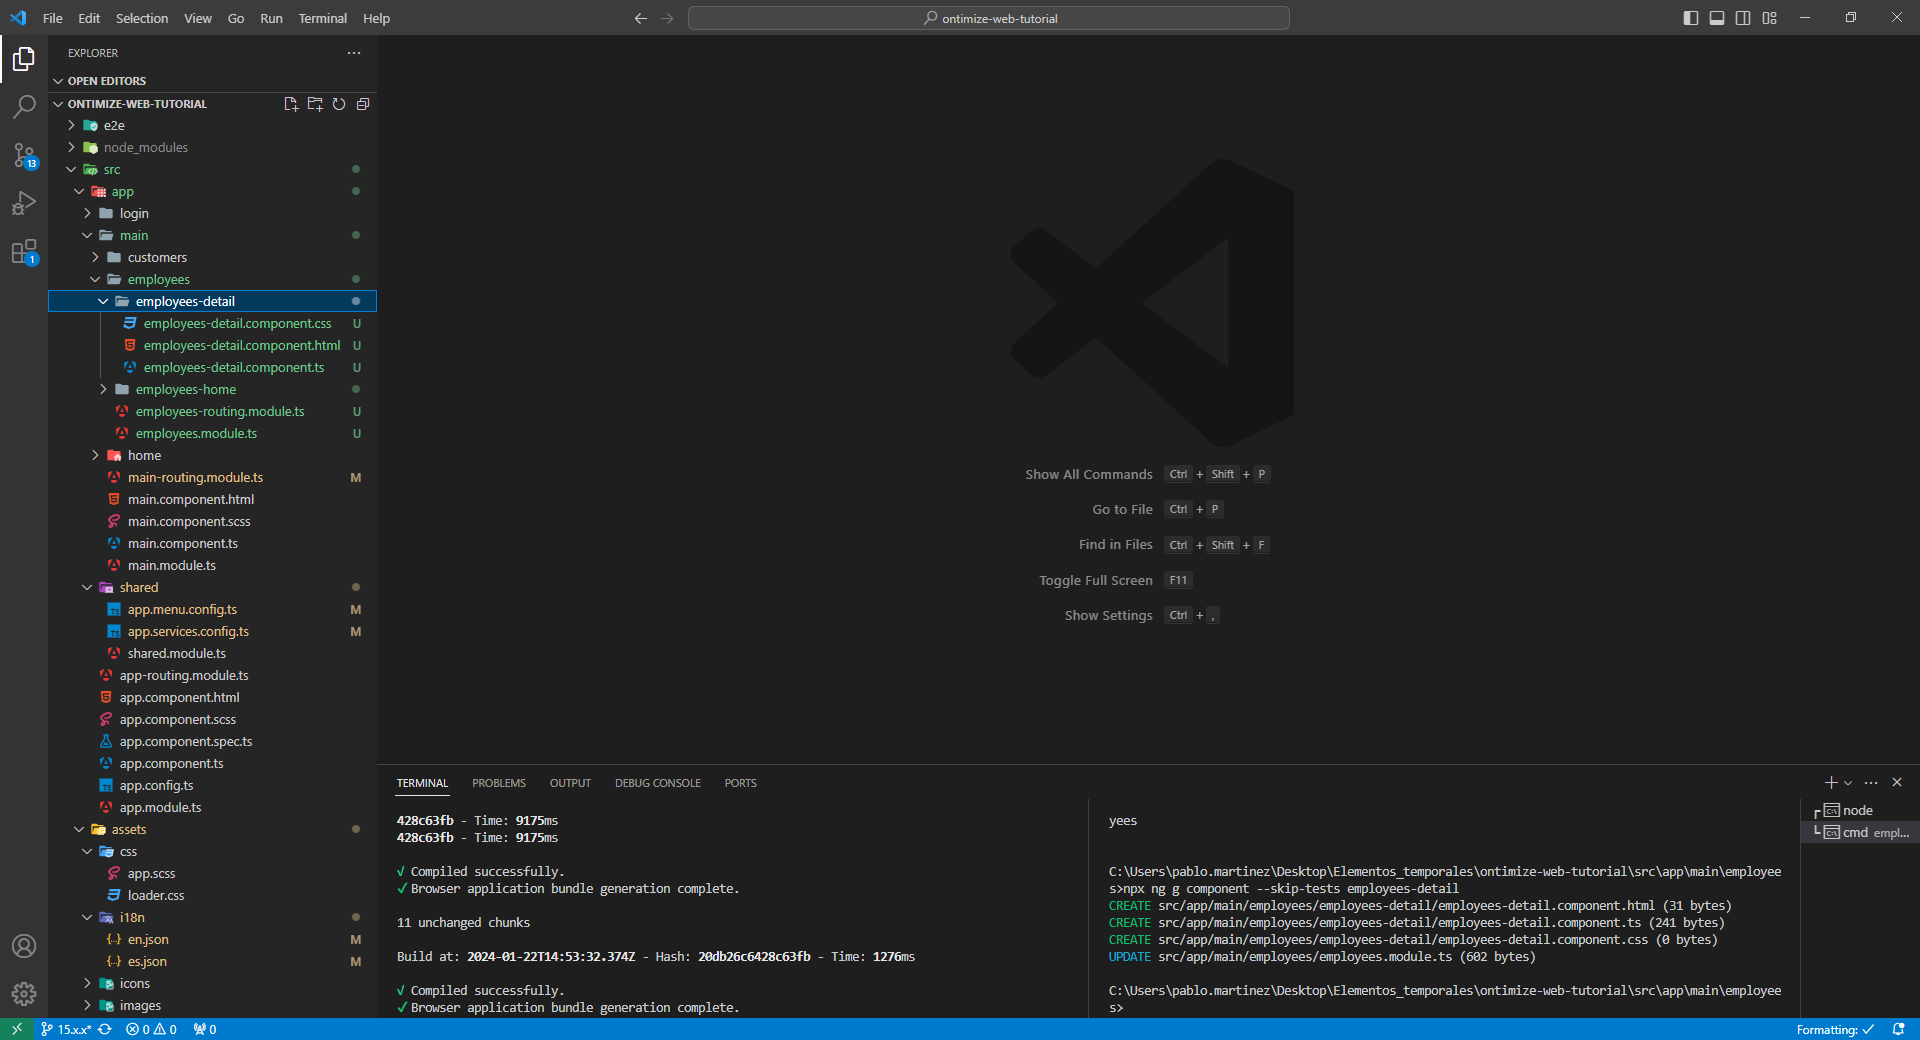 File Edit Selection View Go Run Terminal Help
ontimize-web-tutorial
EXPLORER
OPEN EDITORS
ONTIMIZE-WEB-TUTORIAL
e2e
node_modules
src
app
login
main
customers
employees
employees-detail
employees-detail.component.css U
employees-detail.component.html U
employees-detail.component.ts U
employees-home
employees-routing.module.ts U
employees.module.ts U
home
main-routing.module.ts M
main.component.html
main.component.scss
main.component.ts
main.module.ts
shared
app.menu.config.ts M
app.services.config.ts M
shared.module.ts
app-routing.module.ts
app.component.html
app.component.scss
app.component.spec.ts
app.component.ts
app.config.ts
app.module.ts
assets
css
app.scss
loader.css
i18n
en.json M
es.json M
icons
images
13
1
Show All Commands Ctrl + Shift + P
Go to File Ctrl + P
Find in Files Ctrl + Shift + F
Toggle Full Screen F11
Show Settings Ctrl + ,
TERMINAL PROBLEMS OUTPUT DEBUG CONSOLE PORTS
428c63fb - Time: 9175ms
428c63fb - Time: 9175ms
√ Compiled successfully.
✓ Browser application bundle generation complete.
11 unchanged chunks
Build at: 2024-01-22T14:53:32.374Z - Hash: 20db26c6428c63fb - Time: 1276ms
√ Compiled successfully.
✓ Browser application bundle generation complete.
yees
C:\Users\pablo.martinez\Desktop\Elementos_temporales\ontimize-web-tutorial\src\app\main\employee
s>npx ng g component --skip-tests employees-detail
CREATE src/app/main/employees/employees-detail/employees-detail.component.html (31 bytes)
CREATE src/app/main/employees/employees-detail/employees-detail.component.ts (241 bytes)
CREATE src/app/main/employees/employees-detail/employees-detail.component.css (0 bytes)
UPDATE src/app/main/employees/employees.module.ts (602 bytes)
C:\Users\pablo.martinez\Desktop\Elementos_temporales\ontimize-web-tutorial\src\app\main\employee
s>
node
cmd empl...
15.x.x* 0 0 0
Formatting: ✓